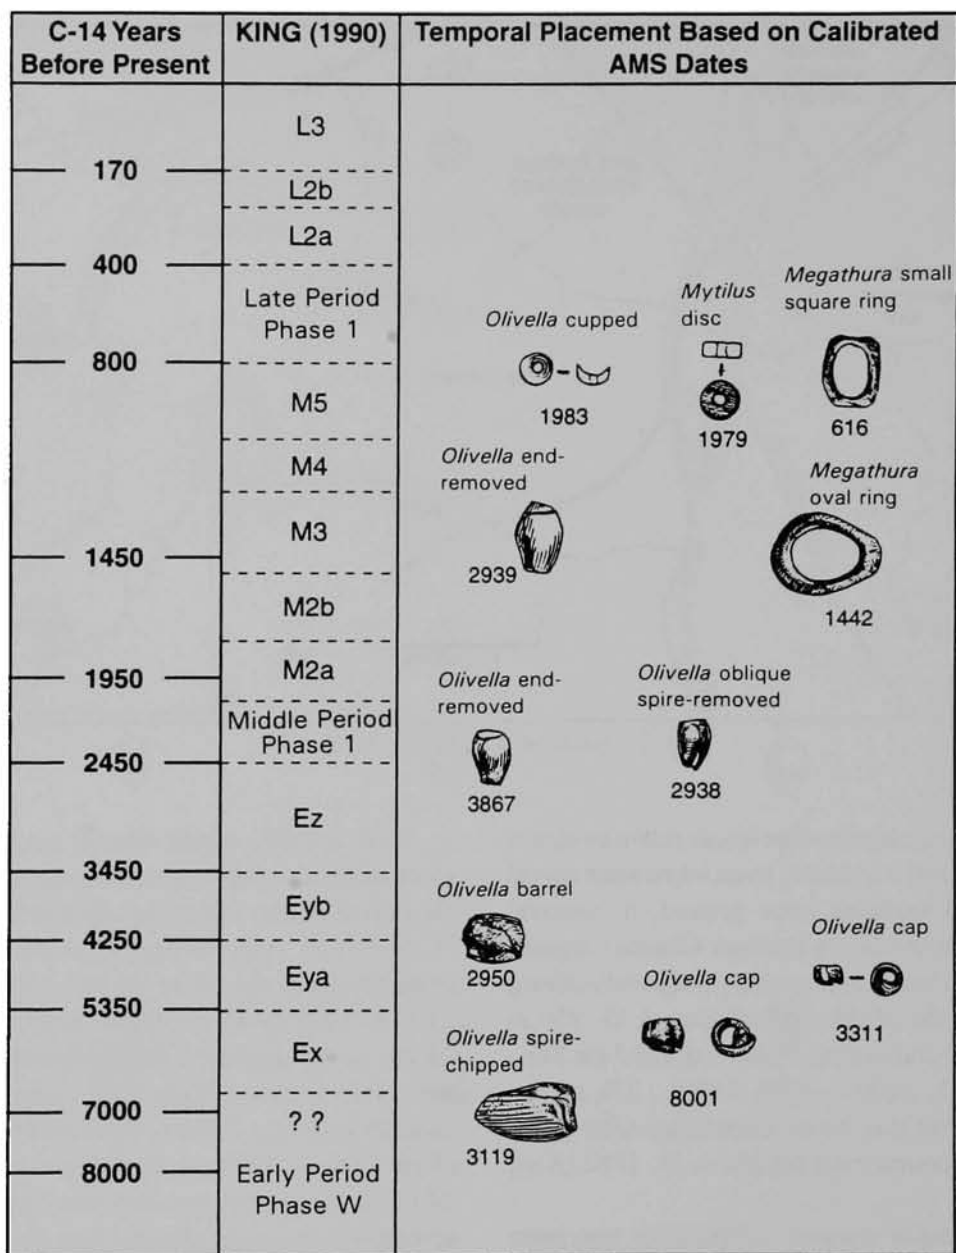 C-14 Years
Before Present
KING (1990)
Temporal Placement Based on Calibrated
AMS Dates
L3
170
L2b
L2a
400
Late Period
Phase 1
Olivella cupped
1983
Mytilus
disc
1979
Megathura small
square ring
616
800
M5
M4
Olivella end-
removed
2939
Megathura
oval ring
1442
M3
1450
M2b
M2a
1950
Olivella end-
removed
3867
Olivella oblique
spire-removed
2938
Middle Period
Phase 1
2450
Ez
3450
Eyb
Olivella barrel
2950
4250
Eya
Olivella cap
8001
Olivella cap
3311
5350
Ex
Olivella spire-
chipped
3119
7000
? ?
8000
Early Period
Phase W